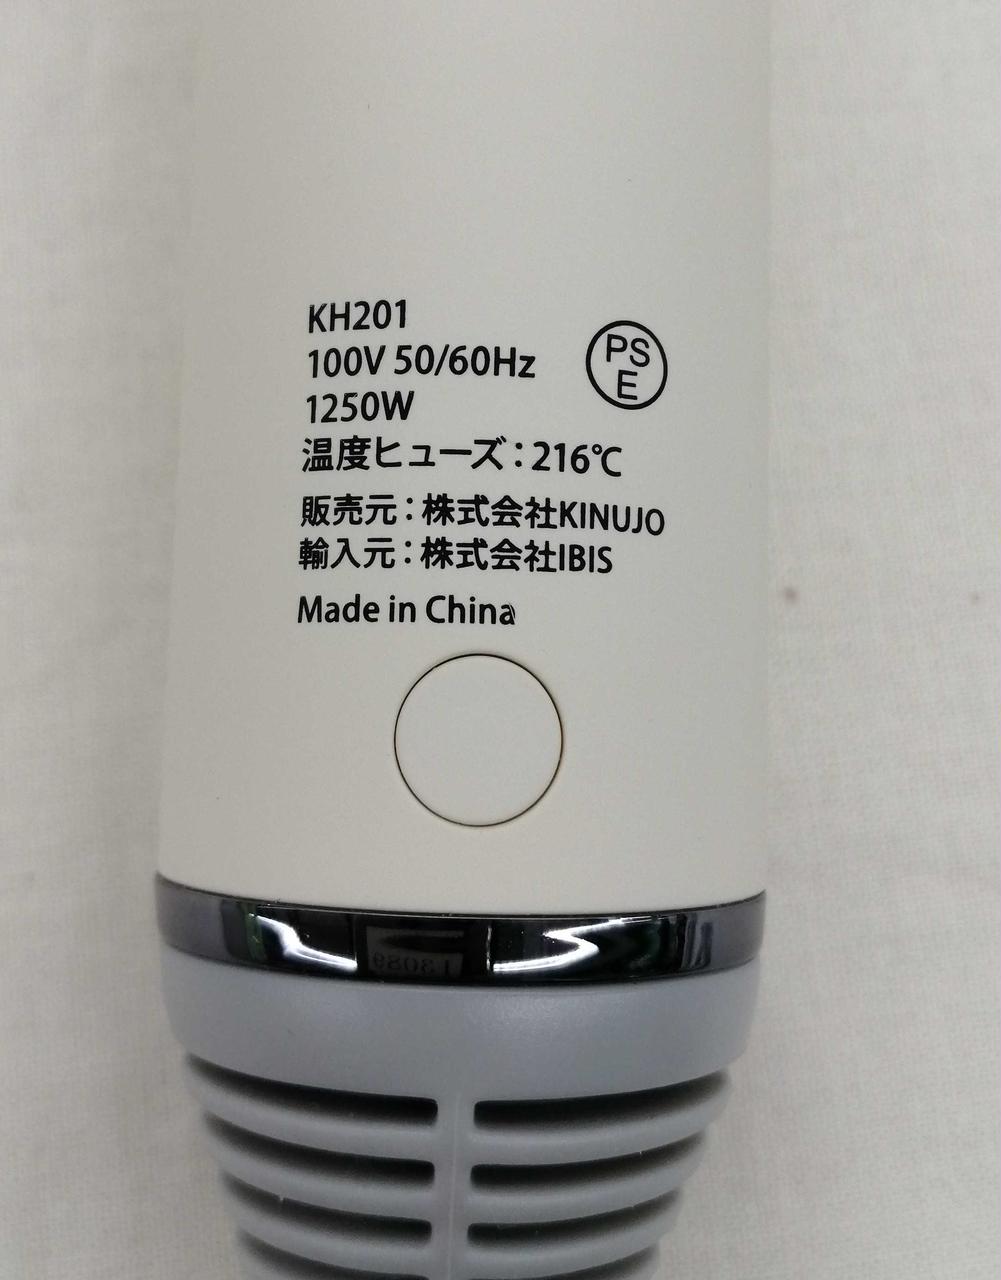 KH201
100V 50/60Hz
PS
E
1250W
温度ヒューズ：216℃
販売元：株式会社KINUJO
輸入元：株式会社IBIS
Made in China